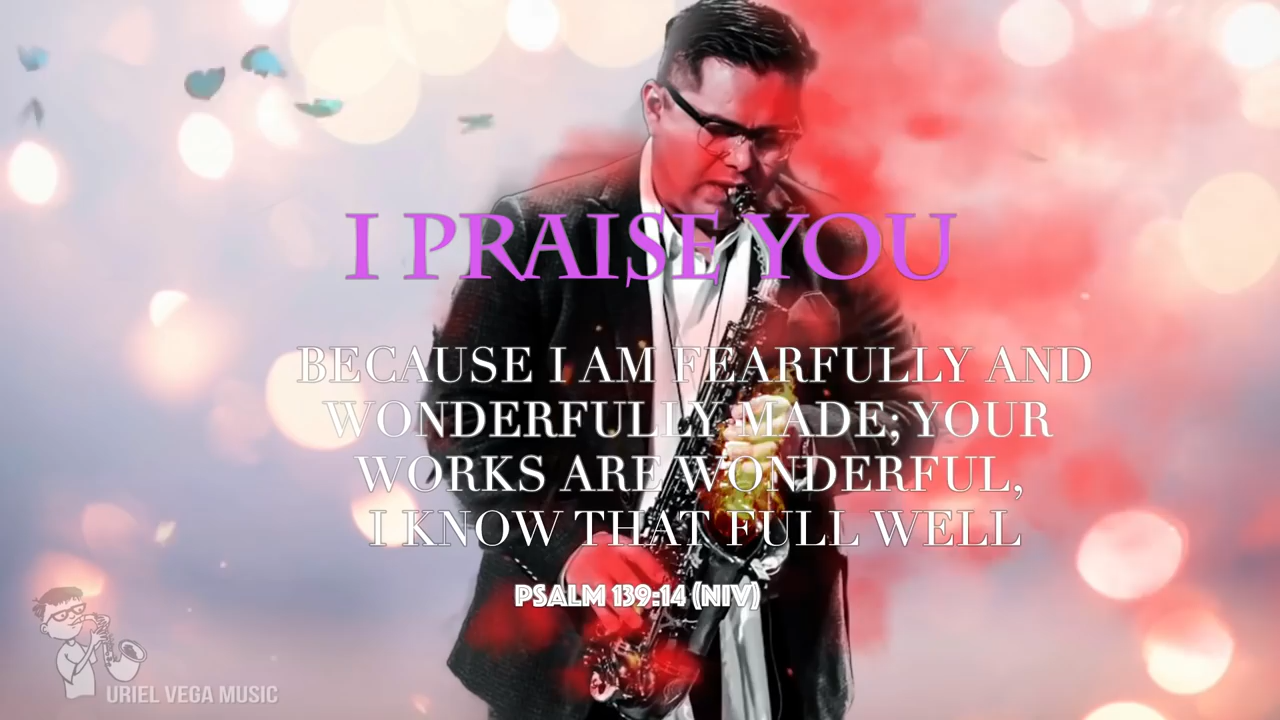 I PRAISE YOU
BECAUSE I AM FEARFULLY AND
WONDERFULLY MADE; YOUR
WORKS ARE WONDERFUL,
I KNOW THAT FULL WELL
PSALM 139:14 (NIV)
URIEL VEGA MUSIC